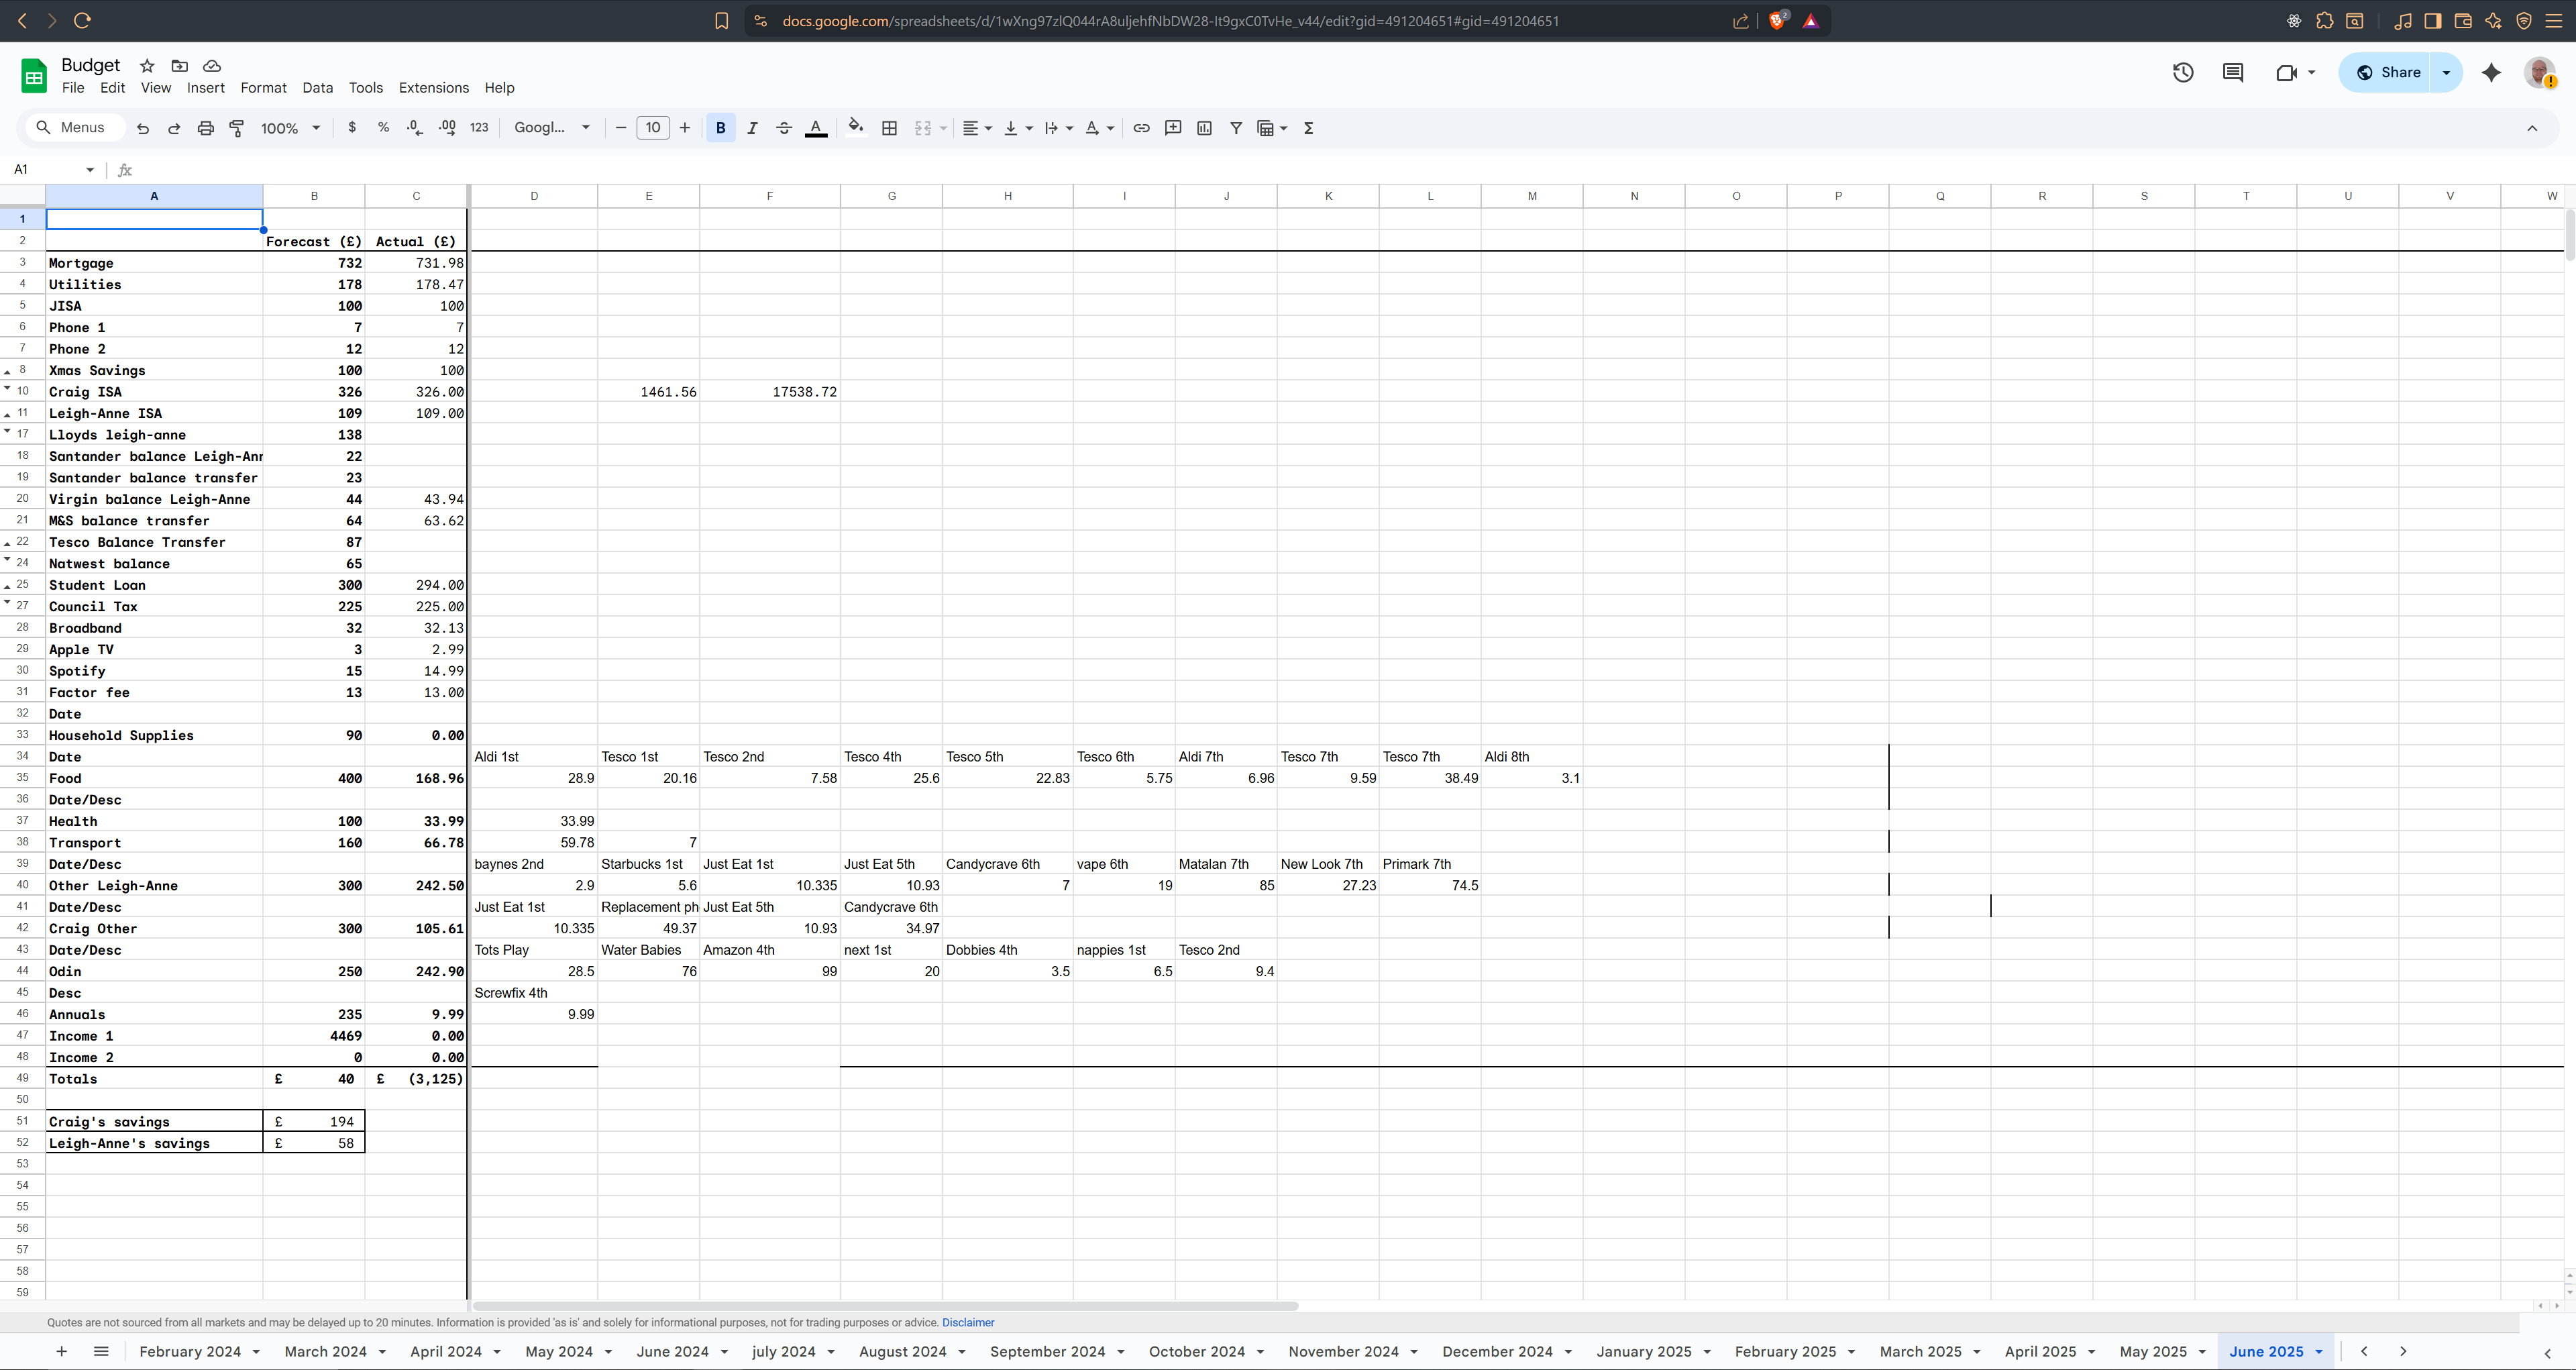 docs.google.com/spreadsheets/d/1wXng97zlQ044rA8uljehfNbDW28-It9gxC0TvHe_v44/edit?gid=491204651#gid=491204651
2
Budget
File Edit View Insert Format Data Tools Extensions Help
Share
Menus 100% $ % .0 .00 123 Googl... 10 B I A
A1 fx
A B C D E F G H I J K L M N O P Q R S T U V W
1
2 Forecast (£) Actual (£)
3 Mortgage 732 731.98
4 Utilities 178 178.47
5 JISA 100 100
6 Phone 1 7 7
7 Phone 2 12 12
8 Xmas Savings 100 100
10 Craig ISA 326 326.00 1461.56 17538.72
11 Leigh-Anne ISA 109 109.00
17 Lloyds leigh-anne 138
18 Santander balance Leigh-Ann 22
19 Santander balance transfer 23
20 Virgin balance Leigh-Anne 44 43.94
21 M&S balance transfer 64 63.62
22 Tesco Balance Transfer 87
24 Natwest balance 65
25 Student Loan 300 294.00
27 Council Tax 225 225.00
28 Broadband 32 32.13
29 Apple TV 3 2.99
30 Spotify 15 14.99
31 Factor fee 13 13.00
32 Date
33 Household Supplies 90 0.00
34 Date Aldi 1st Tesco 1st Tesco 2nd Tesco 4th Tesco 5th Tesco 6th Aldi 7th Tesco 7th Tesco 7th Aldi 8th
35 Food 400 168.96 28.9 20.16 7.58 25.6 22.83 5.75 6.96 9.59 38.49 3.1
36 Date/Desc
37 Health 100 33.99 33.99
38 Transport 160 66.78 59.78 7
39 Date/Desc baynes 2nd Starbucks 1st Just Eat 1st Just Eat 5th Candycrave 6th vape 6th Matalan 7th New Look 7th Primark 7th
40 Other Leigh-Anne 300 242.50 2.9 5.6 10.335 10.93 7 19 85 27.23 74.5
41 Date/Desc Just Eat 1st Replacement ph Just Eat 5th Candycrave 6th
42 Craig Other 300 105.61 10.335 49.37 10.93 34.97
43 Date/Desc Tots Play Water Babies Amazon 4th next 1st Dobbies 4th nappies 1st Tesco 2nd
44 Odin 250 242.90 28.5 76 99 20 3.5 6.5 9.4
45 Desc Screwfix 4th
46 Annuals 235 9.99 9.99
47 Income 1 4469 0.00
48 Income 2 0 0.00
49 Totals £ 40 £ (3,125)
50
51 Craig's savings £ 194
52 Leigh-Anne's savings £ 58
53
54
55
56
57
58
59
Quotes are not sourced from all markets and may be delayed up to 20 minutes. Information is provided 'as is' and solely for informational purposes, not for trading purposes or advice. Disclaimer
February 2024 March 2024 April 2024 May 2024 June 2024 july 2024 August 2024 September 2024 October 2024 November 2024 December 2024 January 2025 February 2025 March 2025 April 2025 May 2025 June 2025